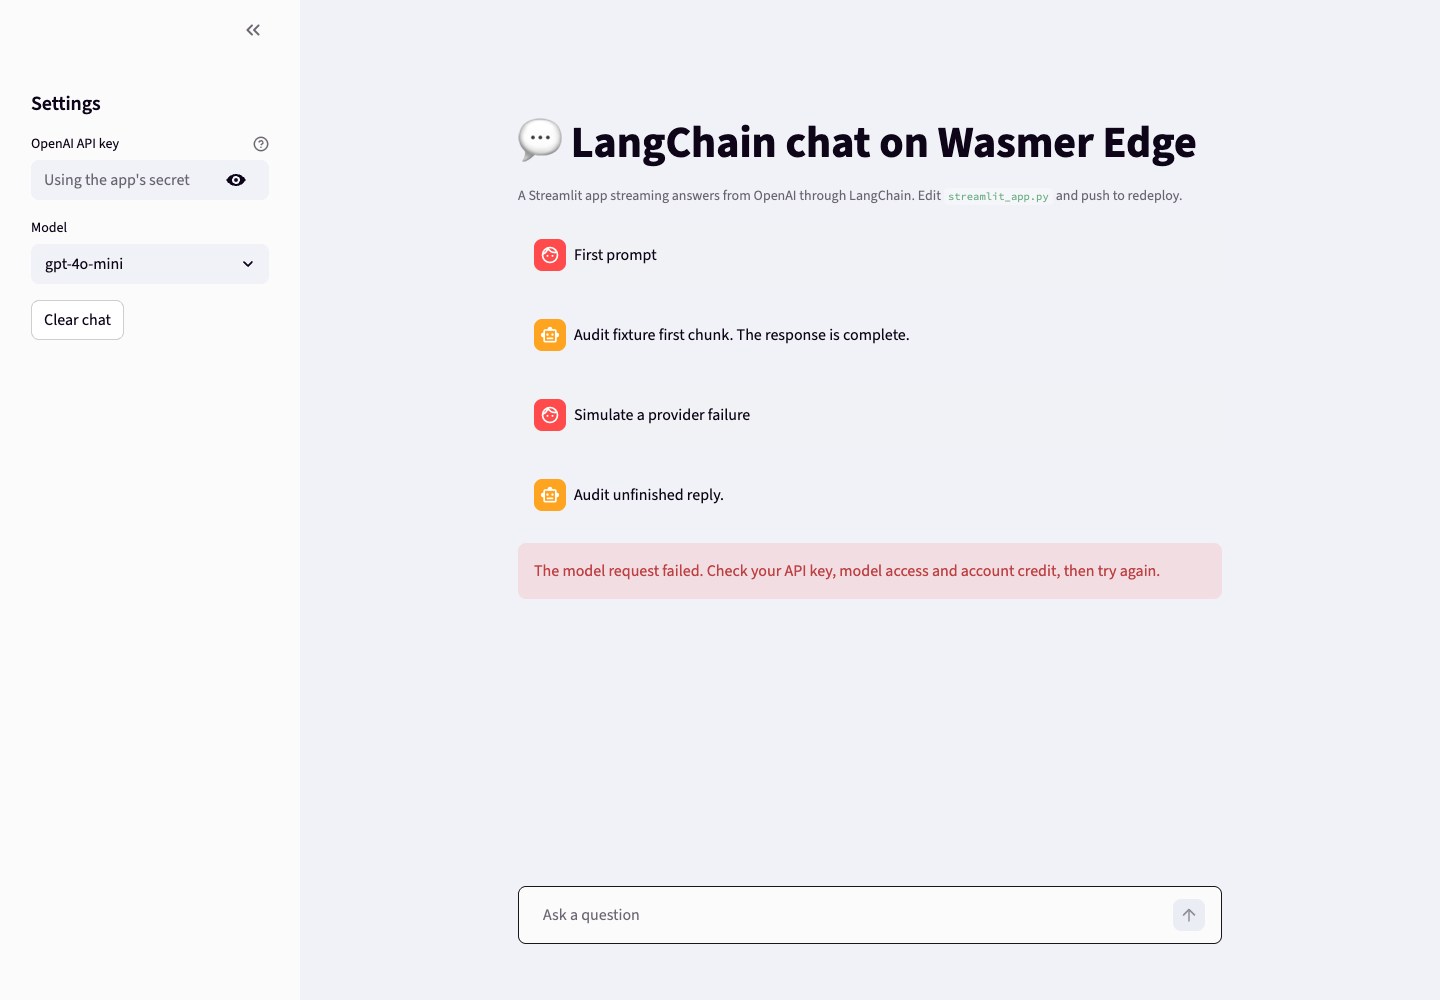 Settings
OpenAI API key
Using the app's secret
Model
gpt-4o-mini
Clear chat
LangChain chat on Wasmer Edge
A Streamlit app streaming answers from OpenAI through LangChain. Edit streamlit_app.py and push to redeploy.
First prompt
Audit fixture first chunk. The response is complete.
Simulate a provider failure
Audit unfinished reply.
The model request failed. Check your API key, model access and account credit, then try again.
Ask a question